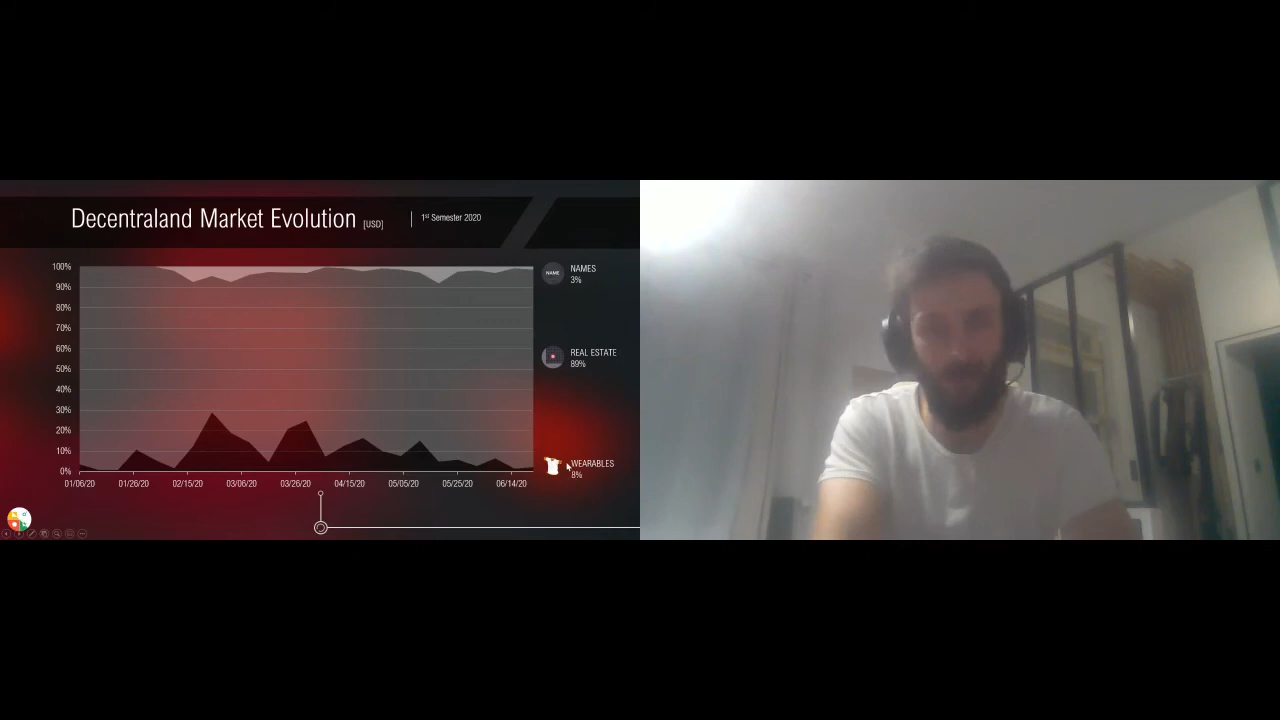 Decentraland Market Evolution [USD] 1st Semester 2020
100%
90%
80%
70%
60%
50%
40%
30%
20%
10%
0%
01/06/20 01/26/20 02/15/20 03/06/20 03/26/20 04/15/20 05/05/20 05/25/20 06/14/20
NAME
NAMES
3%
REAL ESTATE
89%
WEARABLES
8%